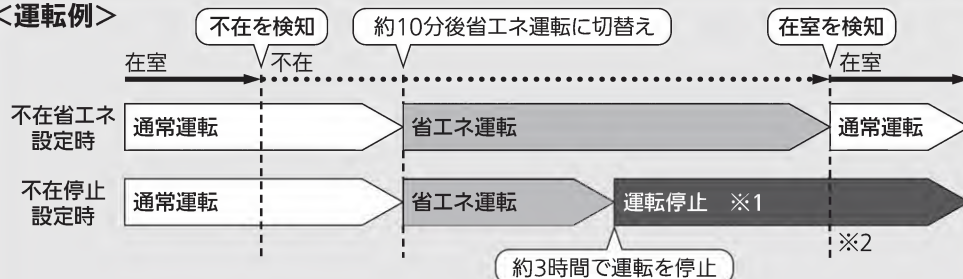 ＜運転例＞
不在を検知
約10分後省エネ運転に切替え
在室を検知
在室
不在
在室
不在省エネ
設定時
通常運転
省エネ運転
通常運転
不在停止
設定時
通常運転
省エネ運転
運転停止 ※1
※2
約3時間で運転を停止